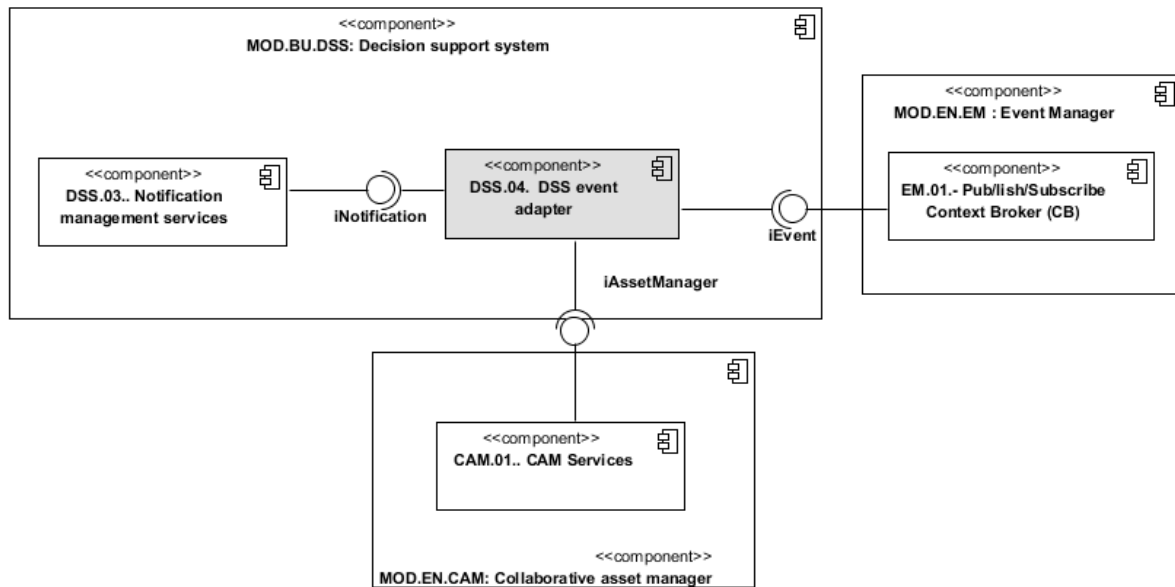 <<component>>
MOD.BU.DSS: Decision support system
<<component>>
MOD.EN.EM : Event Manager
<<component>>
DSS.03.. Notification
management services
iNotification
<<component>>
DSS.04. DSS event
adapter
iEvent
<<component>>
EM.01.- Pub/lish/Subscribe
Context Broker (CB)
iAssetManager
<<component>>
CAM.01.. CAM Services
<<component>>
MOD.EN.CAM: Collaborative asset manager